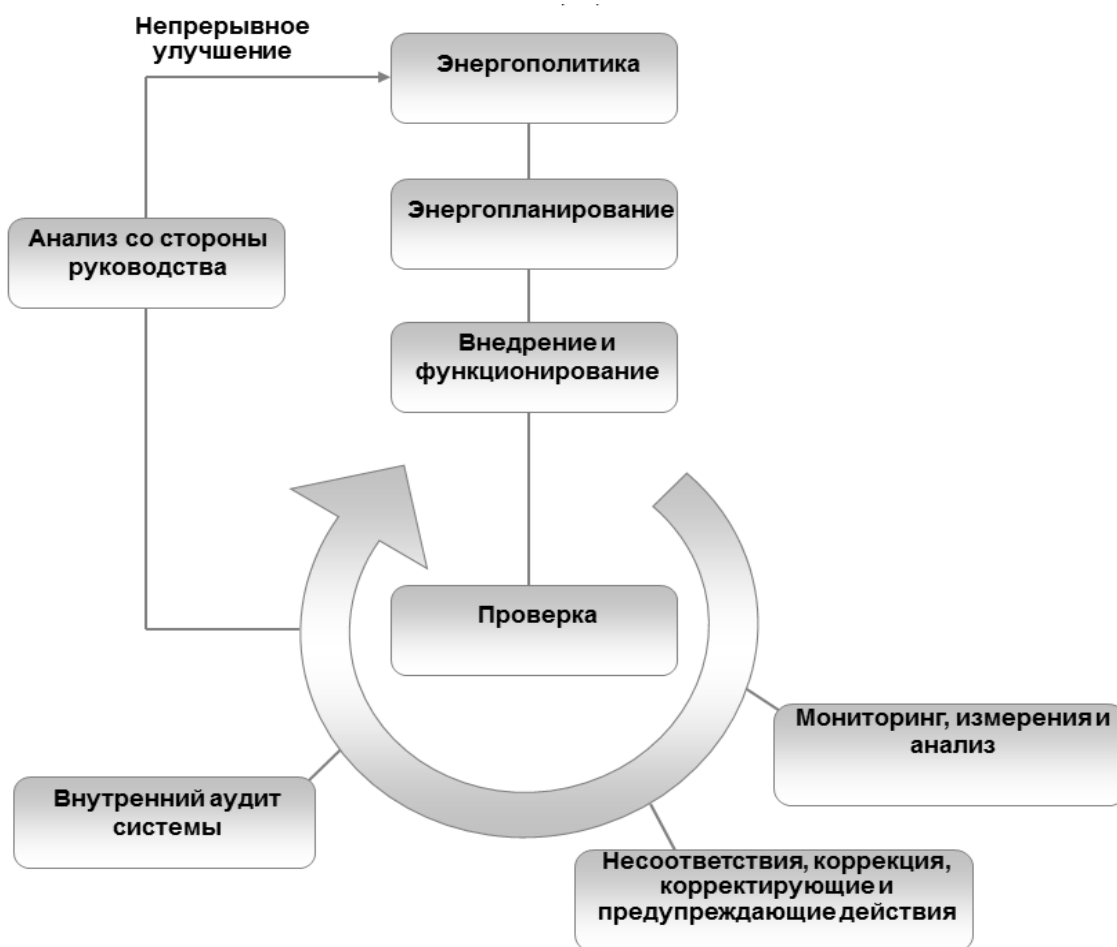 Непрерывное
улучшение
Энергополитика
Энергопланирование
Анализ со стороны
руководства
Внедрение и
функционирование
Проверка
Мониторинг, измерения и
анализ
Внутренний аудит
системы
Несоответствия, коррекция,
корректирующие и
предупреждающие действия